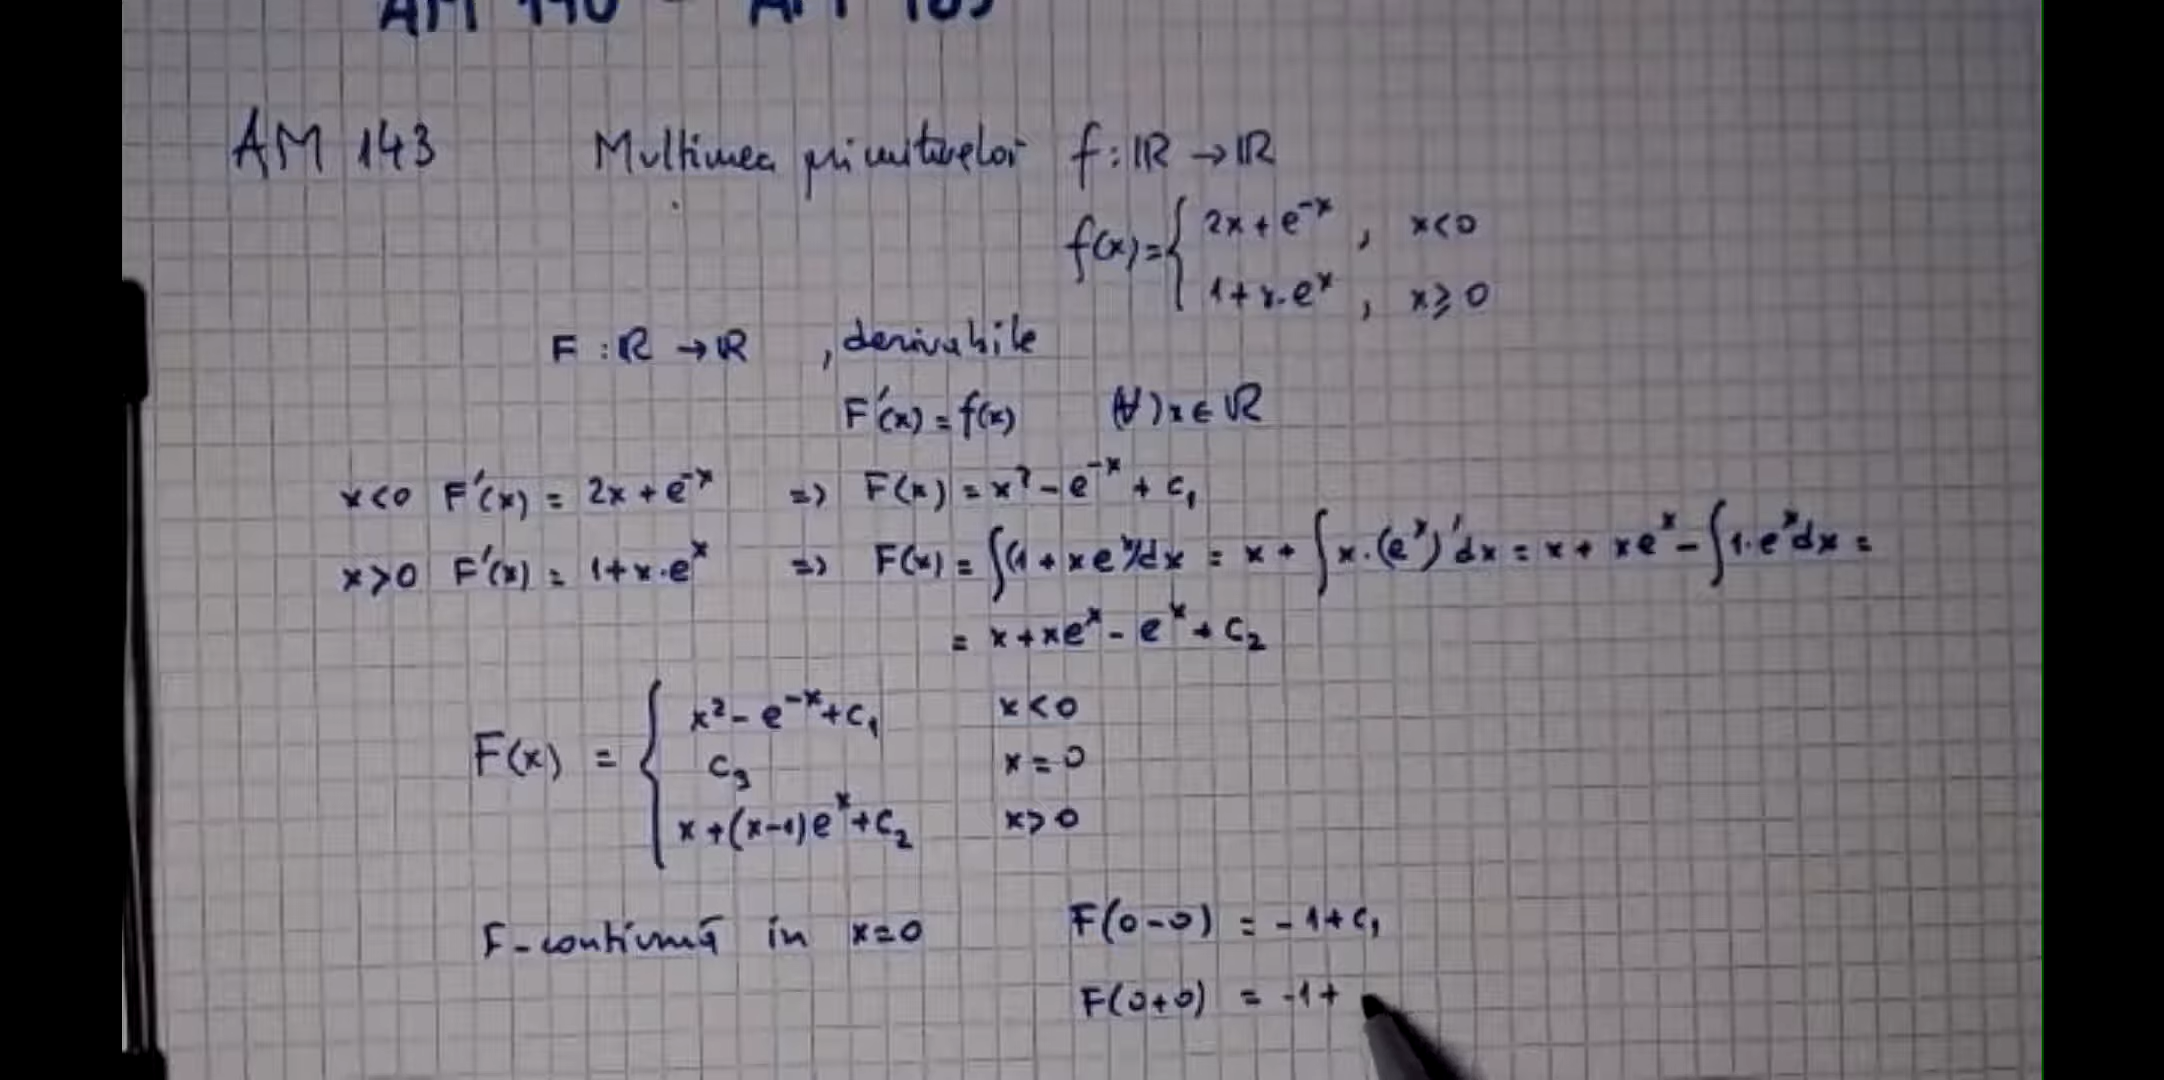 AM 143 Multimea primitivelor f: ℝ → ℝ
f(x) = { 2x + e^-x , x < 0
1 + x·e^x , x ≥ 0
F : ℝ → ℝ , derivabile
F'(x) = f(x) (∀) x ∈ ℝ
x<0 F'(x) = 2x + e^-x => F(x) = x² - e^-x + c₁
x>0 F'(x) = 1 + x·e^x => F(x) = ∫(1 + xe^x)dx = x + ∫x·(e^x)'dx = x + xe^x - ∫1·e^x dx =
= x + xe^x - e^x + c₂
F(x) = { x² - e^-x + c₁ x < 0
c₃ x = 0
x + (x-1)e^x + c₂ x > 0
F - continuă in x=0 F(0-0) = -1 + c₁
F(0+0) = -1 +